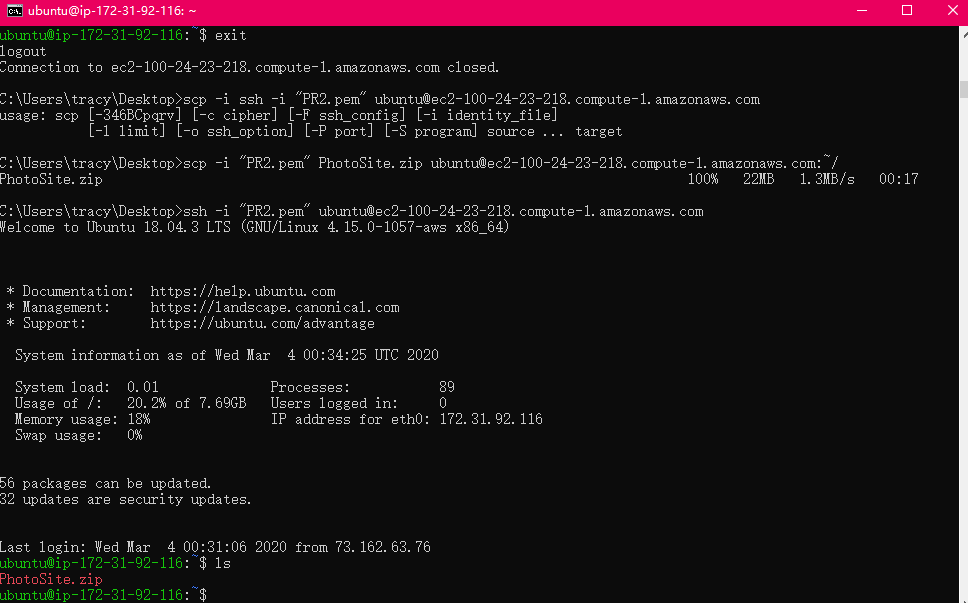 ubuntu@ip-172-31-92-116: ~
ubuntu@ip-172-31-92-116:~$ exit
logout
Connection to ec2-100-24-23-218.compute-1.amazonaws.com closed.
C:\Users\tracy\Desktop>scp -i ssh -i "PR2.pem" ubuntu@ec2-100-24-23-218.compute-1.amazonaws.com
usage: scp [-346BCpqrv] [-c cipher] [-F ssh_config] [-i identity_file]
[-l limit] [-o ssh_option] [-P port] [-S program] source ... target
C:\Users\tracy\Desktop>scp -i "PR2.pem" PhotoSite.zip ubuntu@ec2-100-24-23-218.compute-1.amazonaws.com:~/
PhotoSite.zip 100% 22MB 1.3MB/s 00:17
C:\Users\tracy\Desktop>ssh -i "PR2.pem" ubuntu@ec2-100-24-23-218.compute-1.amazonaws.com
Welcome to Ubuntu 18.04.3 LTS (GNU/Linux 4.15.0-1057-aws x86_64)
* Documentation: https://help.ubuntu.com
* Management: https://landscape.canonical.com
* Support: https://ubuntu.com/advantage
System information as of Wed Mar 4 00:34:25 UTC 2020
System load: 0.01 Processes: 89
Usage of /: 20.2% of 7.69GB Users logged in: 0
Memory usage: 18% IP address for eth0: 172.31.92.116
Swap usage: 0%
56 packages can be updated.
32 updates are security updates.
Last login: Wed Mar 4 00:31:06 2020 from 73.162.63.76
ubuntu@ip-172-31-92-116:~$ ls
PhotoSite.zip
ubuntu@ip-172-31-92-116:~$